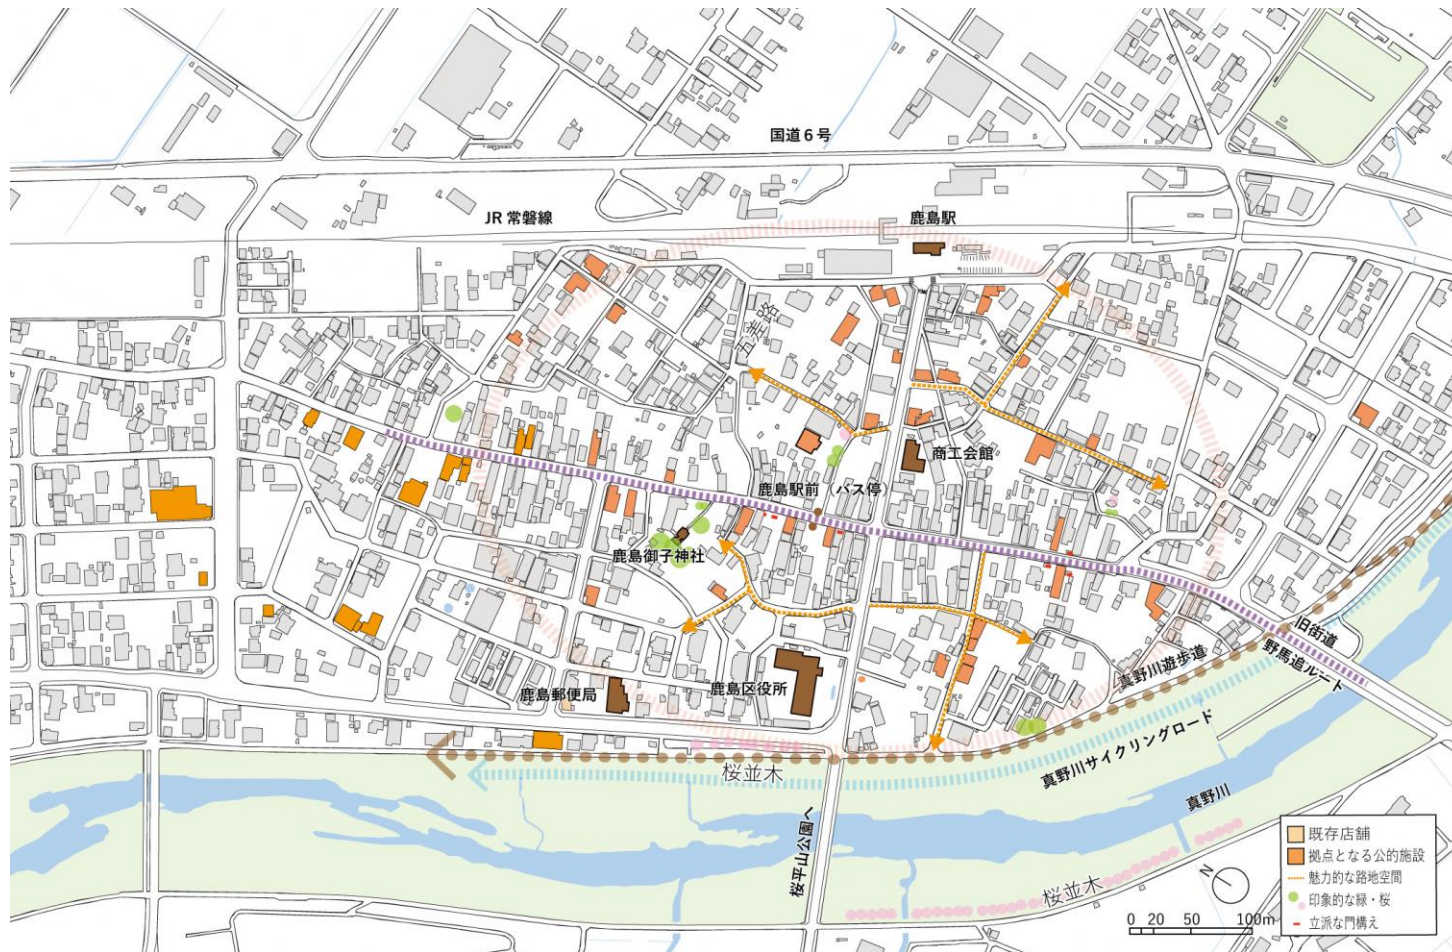 国道6号
JR 常磐線
鹿島駅
五差路
商工会館
鹿島駅前（バス停）
鹿島御子神社
旧街道
野馬追ルート
真野川遊歩道
鹿島郵便局
鹿島区役所
真野川サイクリングロード
桜並木
真野川
桜平山公園へ
桜並木
既存店舗
拠点となる公的施設
魅力的な路地空間
印象的な緑・桜
立派な門構え
N
0 20 50 100m